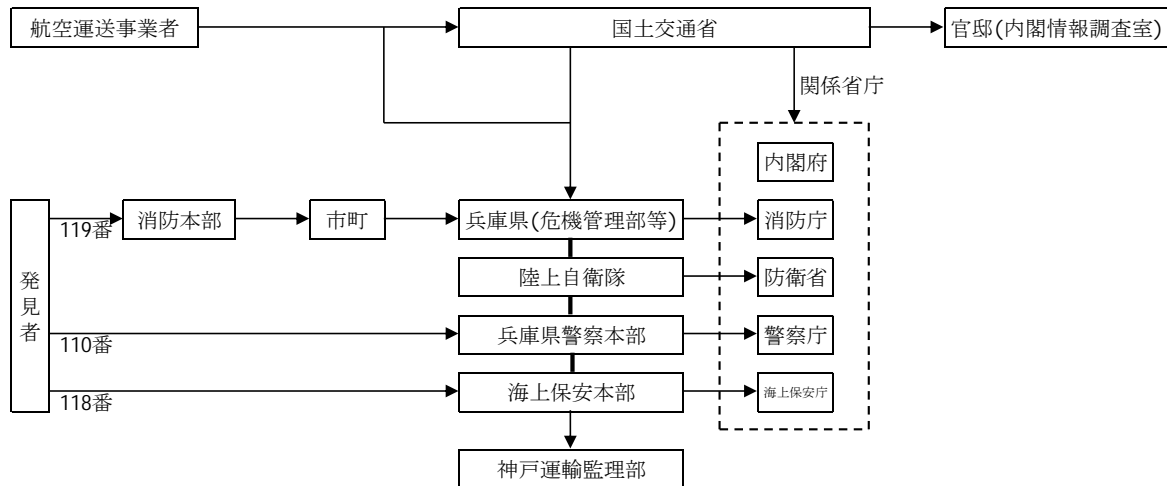 航空運送事業者
国土交通省
官邸(内閣情報調査室)
関係省庁
内閣府
消防本部
市町
兵庫県(危機管理部等)
消防庁
119番
陸上自衛隊
防衛省
発見者
兵庫県警察本部
警察庁
110番
海上保安本部
海上保安庁
118番
神戸運輸監理部